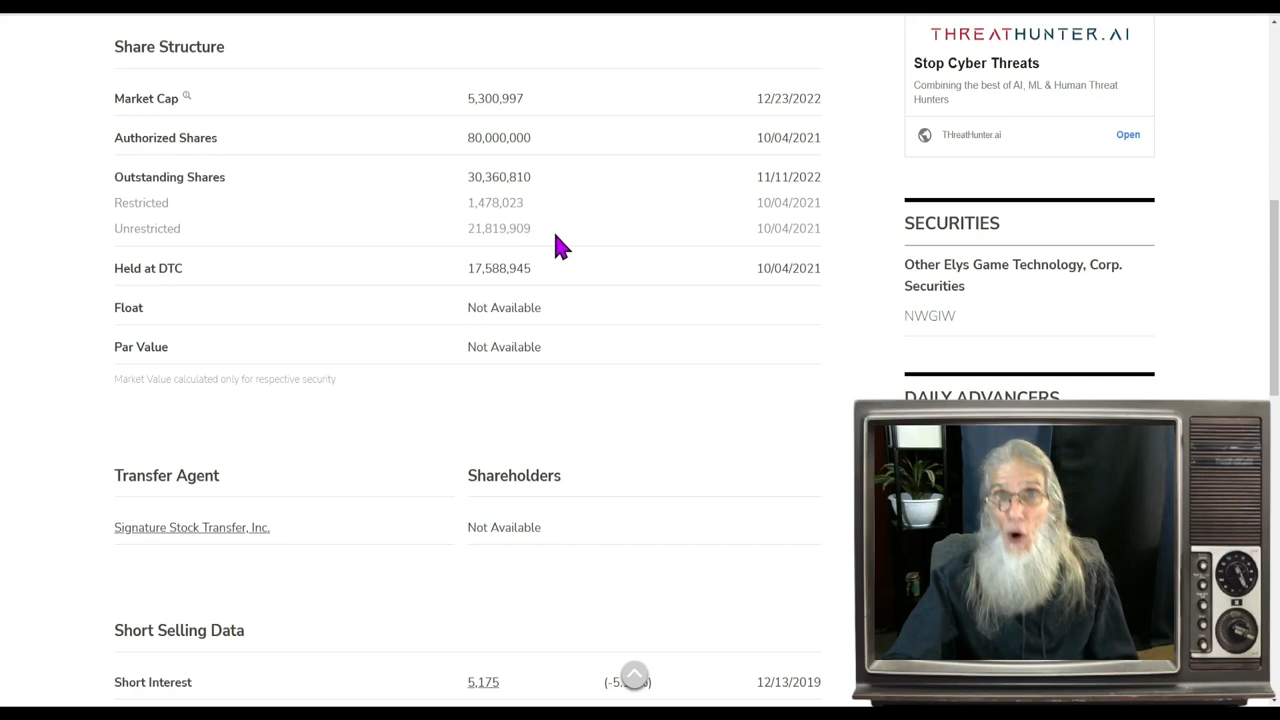 Share Structure
Market Cap 5,300,997 12/23/2022
Authorized Shares 80,000,000 10/04/2021
Outstanding Shares 30,360,810 11/11/2022
Restricted 1,478,023 10/04/2021
Unrestricted 21,819,909 10/04/2021
Held at DTC 17,588,945 10/04/2021
Float Not Available
Par Value Not Available
Market Value calculated only for respective security
Transfer Agent Shareholders
Signature Stock Transfer, Inc. Not Available
Short Selling Data
Short Interest 5,175 12/13/2019
THREATHUNTER.AI
Stop Cyber Threats
Combining the best of AI, ML & Human Threat
Hunters
THreatHunter.ai Open
SECURITIES
Other Elys Game Technology, Corp.
Securities
NWGIW
DAILY ADVANCERS